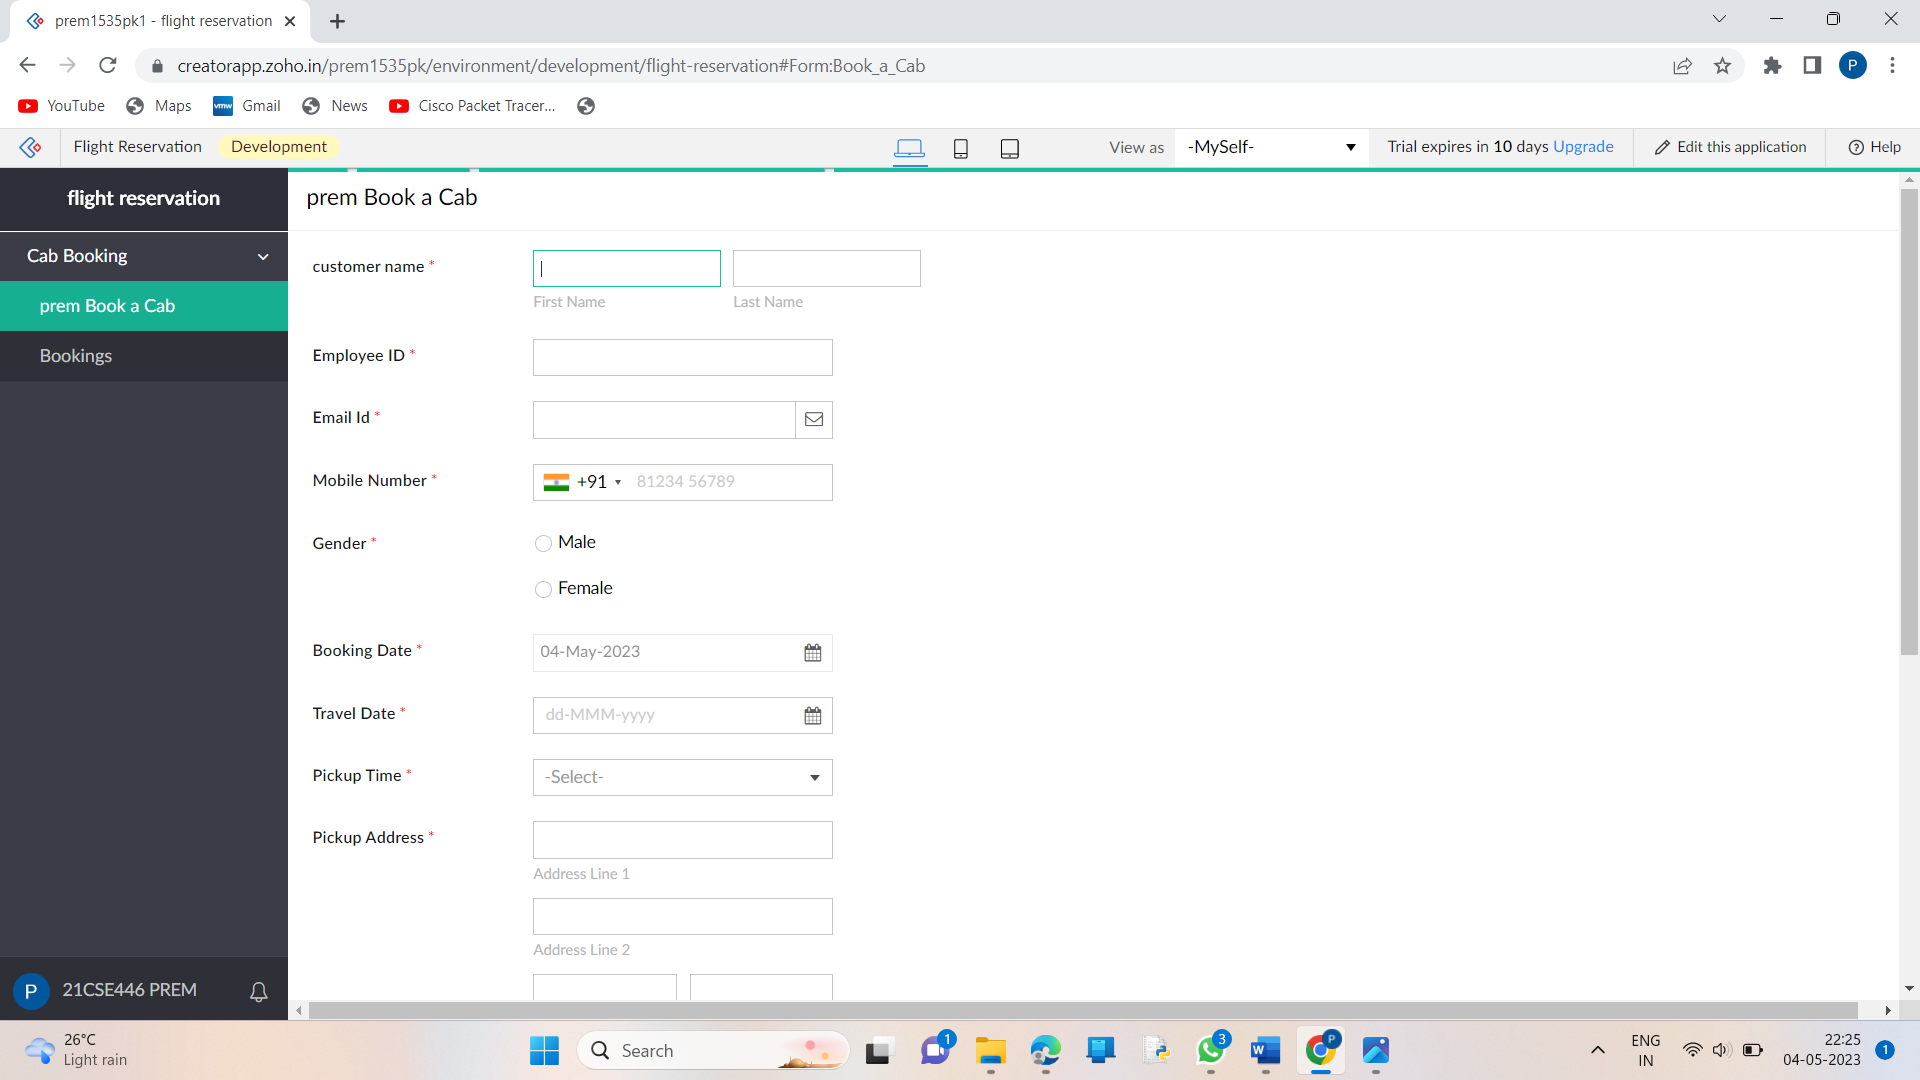 prem1535pk1 - flight reservation
creatorapp.zoho.in/prem1535pk/environment/development/flight-reservation#Form:Book_a_Cab
P
YouTube Maps vmw Gmail News Cisco Packet Tracer...
Flight Reservation Development View as -MySelf- Trial expires in 10 days Upgrade Edit this application Help
flight reservation
Cab Booking
prem Book a Cab
Bookings
P 21CSE446 PREM
prem Book a Cab
customer name *
First Name Last Name
Employee ID *
Email Id *
Mobile Number * +91 81234 56789
Gender * Male
Female
Booking Date * 04-May-2023
Travel Date * dd-MMM-yyyy
Pickup Time * -Select-
Pickup Address *
Address Line 1
Address Line 2
26°C
Light rain
Search
1
3
W
P
ENG
IN
22:25
04-05-2023
1